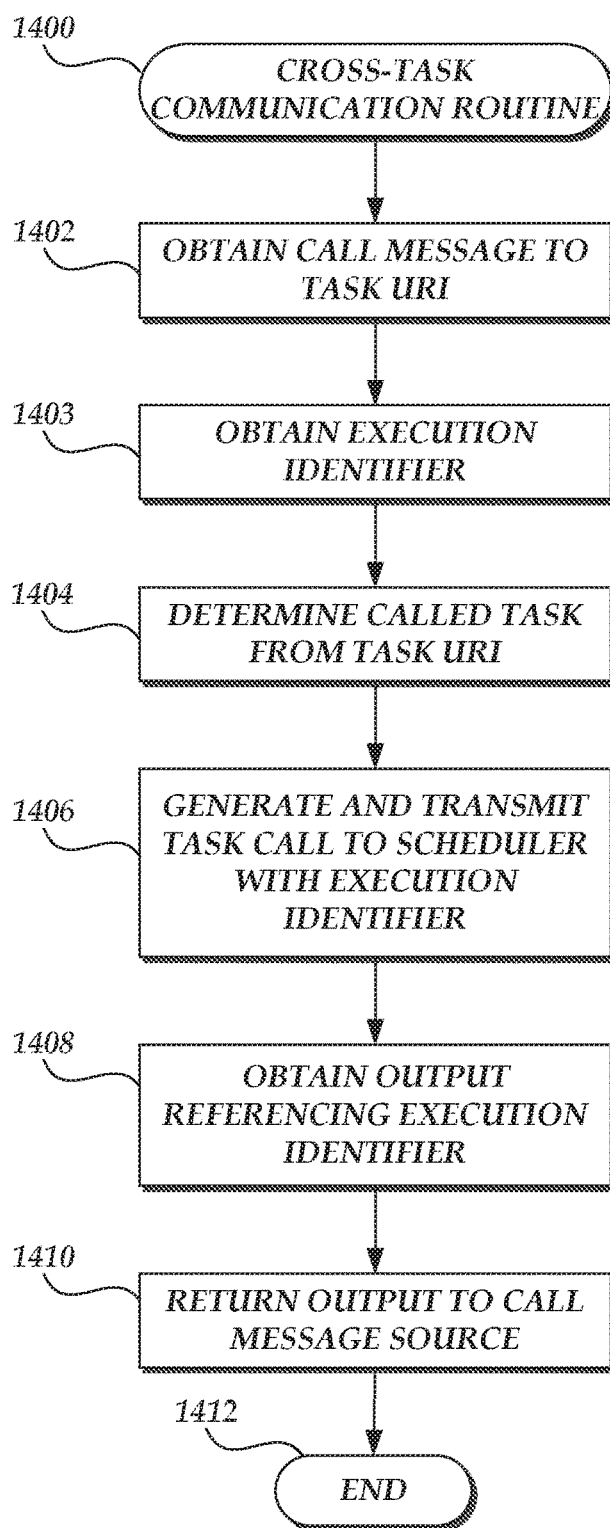 1400
CROSS-TASK
COMMUNICATION ROUTINE
1402
OBTAIN CALL MESSAGE TO
TASK URI
1403
OBTAIN EXECUTION
IDENTIFIER
1404
DETERMINE CALLED TASK
FROM TASK URI
1406
GENERATE AND TRANSMIT
TASK CALL TO SCHEDULER
WITH EXECUTION
IDENTIFIER
1408
OBTAIN OUTPUT
REFERENCING EXECUTION
IDENTIFIER
1410
RETURN OUTPUT TO CALL
MESSAGE SOURCE
1412
END